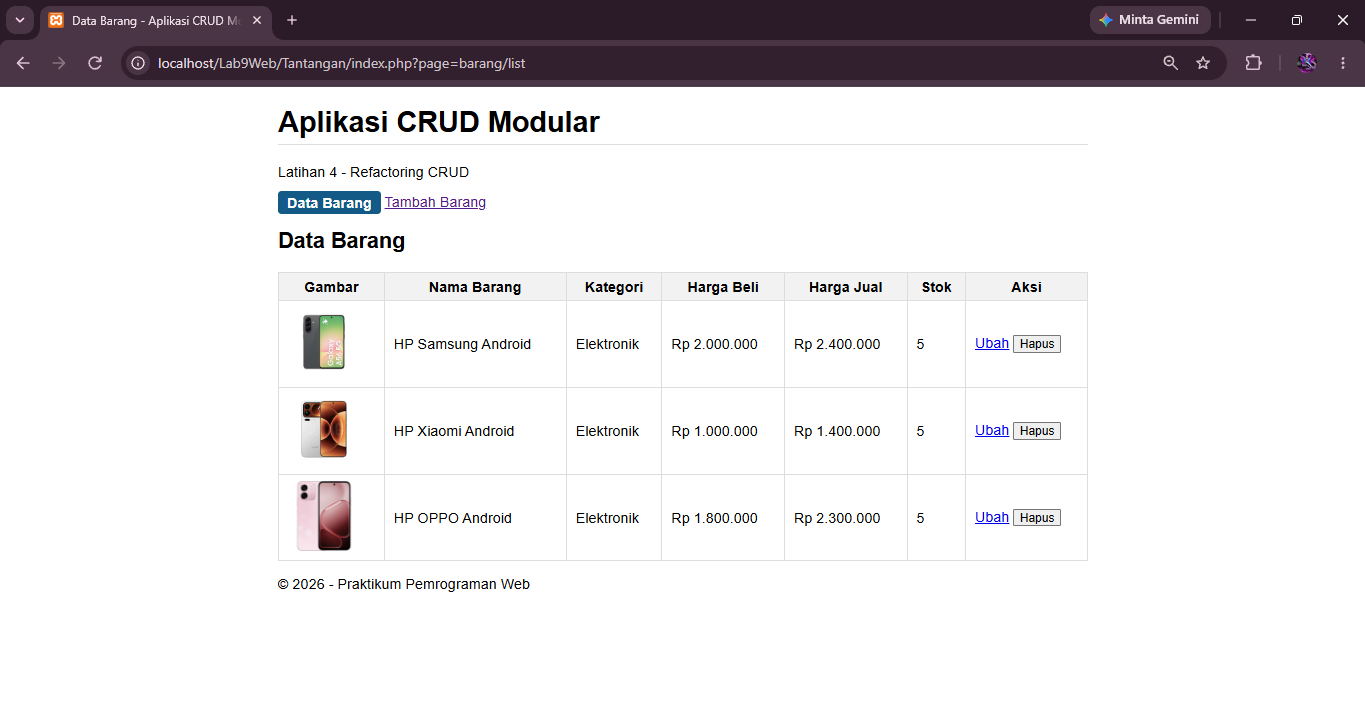 Data Barang - Aplikasi CRUD M
Minta Gemini
localhost/Lab9Web/Tantangan/index.php?page=barang/list
Aplikasi CRUD Modular
Latihan 4 - Refactoring CRUD
Data Barang Tambah Barang
Data Barang
Gambar Nama Barang Kategori Harga Beli Harga Jual Stok Aksi
HP Samsung Android Elektronik Rp 2.000.000 Rp 2.400.000 5 Ubah Hapus
HP Xiaomi Android Elektronik Rp 1.000.000 Rp 1.400.000 5 Ubah Hapus
HP OPPO Android Elektronik Rp 1.800.000 Rp 2.300.000 5 Ubah Hapus
© 2026 - Praktikum Pemrograman Web